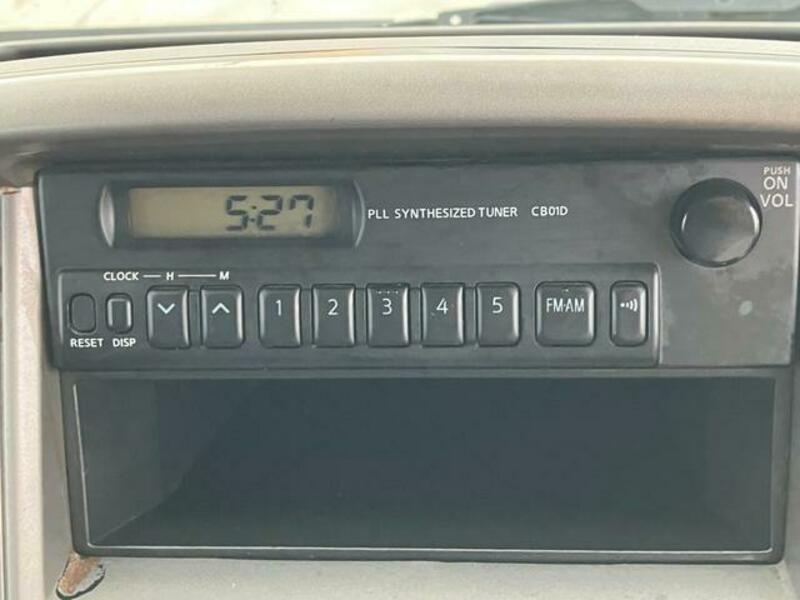 PUSH
ON
VOL
5:27
PLL SYNTHESIZED TUNER CB01D
CLOCK H M
1 2 3 4 5 FM·AM
RESET DISP